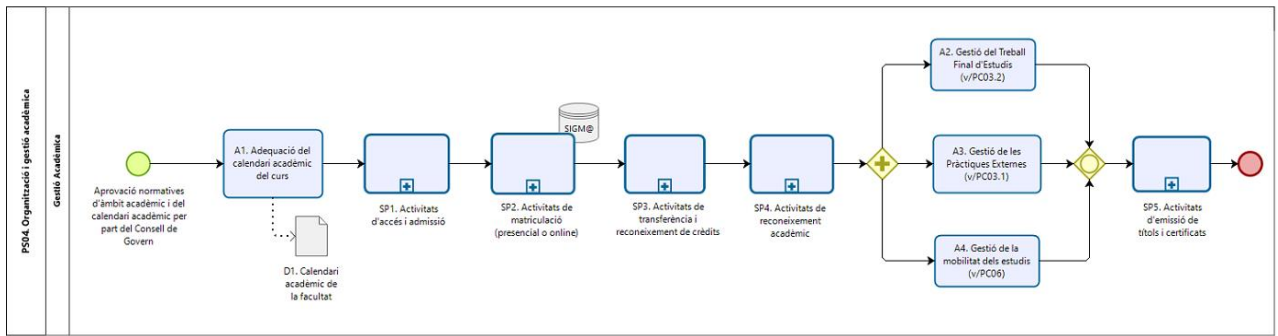 PS04. Organització i gestió acadèmica
Gestió Acadèmica
Aprovació normatives
d'àmbit acadèmic i del
calendari acadèmic per
part del Consell de
Govern
A1. Adequació del
calendari acadèmic
del curs
D1. Calendari
acadèmic de
la facultat
SP1. Activitats
d'accés i admissió
SIGM@
SP2. Activitats de
matriculació
(presencial o online)
SP3. Activitats de
transferència i
reconeixement de crèdits
SP4. Activitats de
reconeixement
acadèmic
A2. Gestió del Treball
Final d'Estudis
(v/PC03.2)
A3. Gestió de les
Pràctiques Externes
(v/PC03.1)
A4. Gestió de la
mobilitat dels estudis
(v/PC06)
SP5. Activitats
d'emissió de
títols i certificats